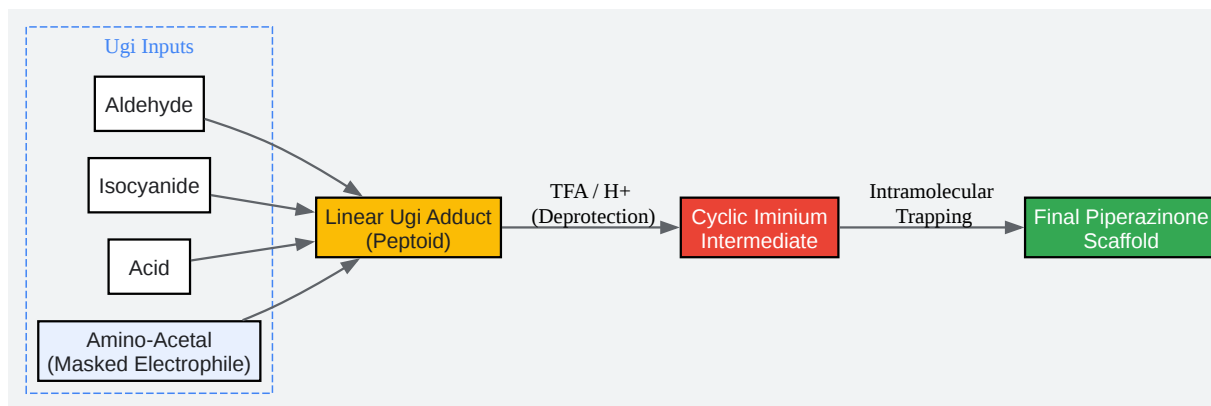 Ugi Inputs
Aldehyde
Isocyanide
Acid
Amino-Acetal
(Masked Electrophile)
Linear Ugi Adduct
(Peptoid)
TFA / H+
(Deprotection)
Cyclic Iminium
Intermediate
Intramolecular
Trapping
Final Piperazinone
Scaffold